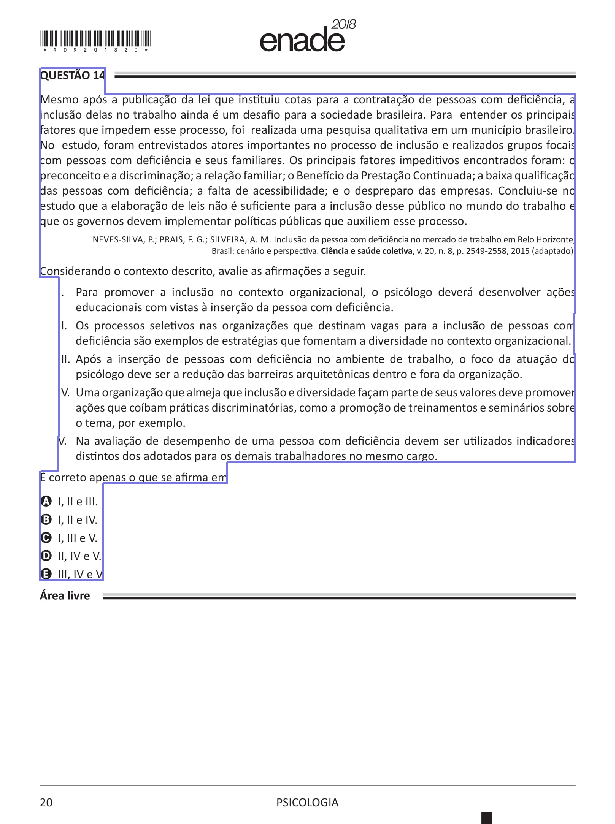 *R0920182C*
enade2018
QUESTÃO 14
Mesmo após a publicação da lei que instituiu cotas para a contratação de pessoas com deficiência, a
inclusão delas no trabalho ainda é um desafio para a sociedade brasileira. Para entender os principais
fatores que impedem esse processo, foi realizada uma pesquisa qualitativa em um município brasileiro.
No estudo, foram entrevistados atores importantes no processo de inclusão e realizados grupos focais
com pessoas com deficiência e seus familiares. Os principais fatores impeditivos encontrados foram: o
preconceito e a discriminação; a relação familiar; o Benefício da Prestação Continuada; a baixa qualificação
das pessoas com deficiência; a falta de acessibilidade; e o despreparo das empresas. Concluiu-se no
estudo que a elaboração de leis não é suficiente para a inclusão desse público no mundo do trabalho e
que os governos devem implementar políticas públicas que auxiliem esse processo.
NEVES-SILVA, P.; PRAIS, F. G.; SILVEIRA, A. M. Inclusão da pessoa com deficiência no mercado de trabalho em Belo Horizonte,
Brasil: cenário e perspectiva. Ciência e saúde coletiva, v. 20, n. 8, p. 2549-2558, 2015 (adaptado).
Considerando o contexto descrito, avalie as afirmações a seguir.
I. Para promover a inclusão no contexto organizacional, o psicólogo deverá desenvolver ações
educacionais com vistas à inserção da pessoa com deficiência.
II. Os processos seletivos nas organizações que destinam vagas para a inclusão de pessoas com
deficiência são exemplos de estratégias que fomentam a diversidade no contexto organizacional.
III. Após a inserção de pessoas com deficiência no ambiente de trabalho, o foco da atuação do
psicólogo deve ser a redução das barreiras arquitetônicas dentro e fora da organização.
IV. Uma organização que almeja que inclusão e diversidade façam parte de seus valores deve promover
ações que coíbam práticas discriminatórias, como a promoção de treinamentos e seminários sobre
o tema, por exemplo.
V. Na avaliação de desempenho de uma pessoa com deficiência devem ser utilizados indicadores
distintos dos adotados para os demais trabalhadores no mesmo cargo.
É correto apenas o que se afirma em
A I, II e III.
B I, II e IV.
C I, III e V.
D II, IV e V.
E III, IV e V.
Área livre
20 PSICOLOGIA